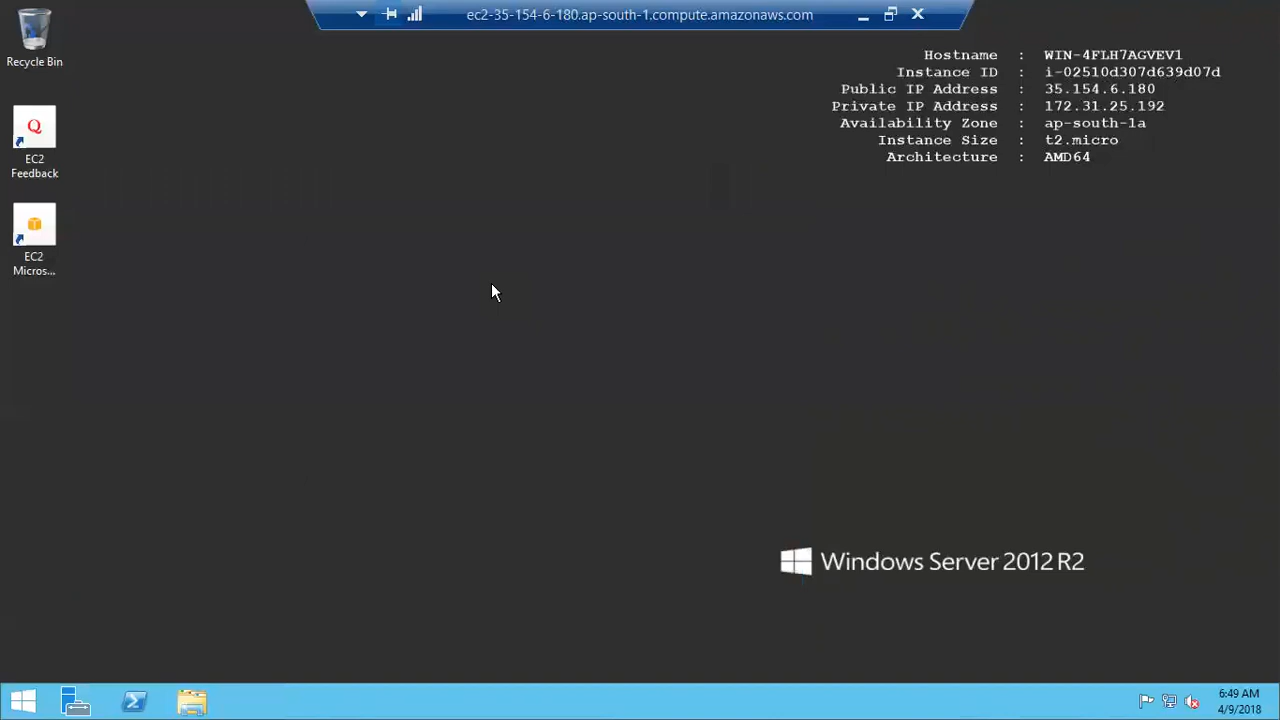 ec2-35-154-6-180.ap-south-1.compute.amazonaws.com
Recycle Bin
Q
EC2
Feedback
EC2
Micros...
Hostname : WIN-4FLH7AGVEV1
Instance ID : i-02510d307d639d07d
Public IP Address : 35.154.6.180
Private IP Address : 172.31.25.192
Availability Zone : ap-south-1a
Instance Size : t2.micro
Architecture : AMD64
Windows Server 2012 R2
6:49 AM
4/9/2018